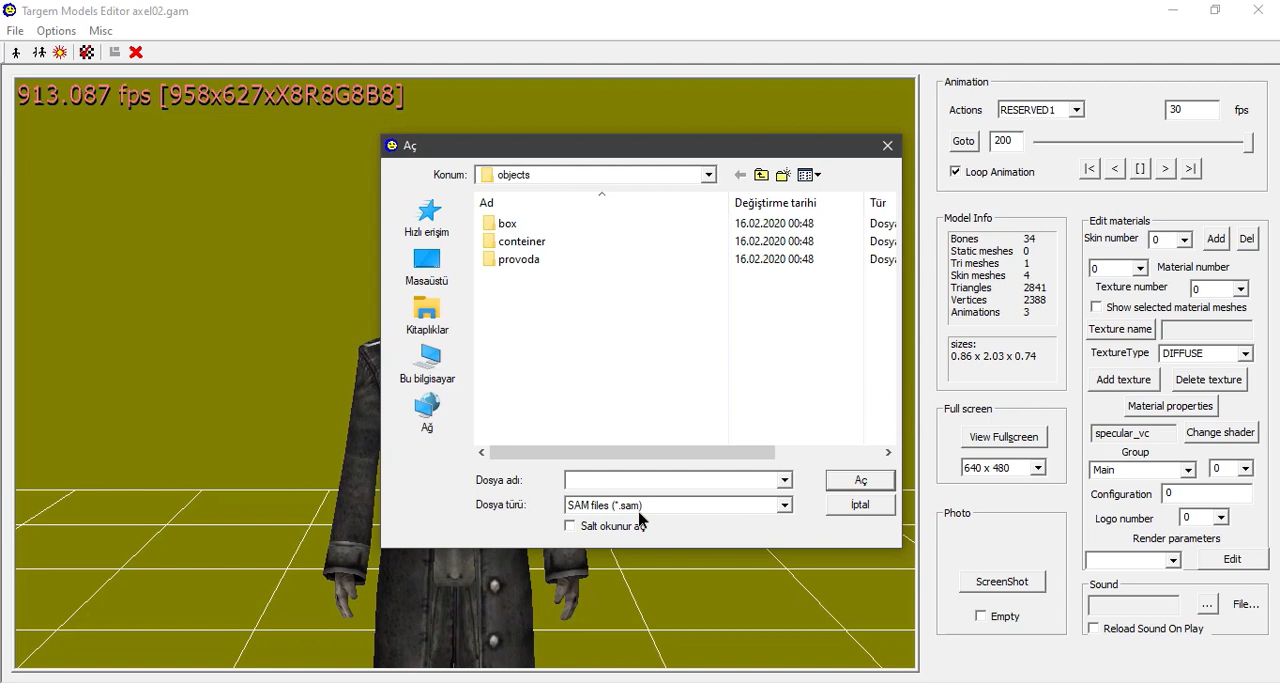 Targem Models Editor axel02.gam
File Options Misc
913.087 fps [958x627xX8R8G8B8]
Aç
Konum: objects
Ad Değiştirme tarihi Tür
box 16.02.2020 00:48 Dosya
conteiner 16.02.2020 00:48 Dosya
provoda 16.02.2020 00:48 Dosya
Hızlı erişim
Masaüstü
Kitaplıklar
Bu bilgisayar
Ağ
Dosya adı: Aç
Dosya türü: SAM files (*.sam) İptal
Salt okunur aç
Animation
Actions RESERVED1 30 fps
Goto 200
Loop Animation |< < [] > >|
Model Info
Bones 34
Static meshes 0
Tri meshes 1
Skin meshes 4
Triangles 2841
Vertices 2388
Animations 3
sizes:
0.86 x 2.03 x 0.74
Full screen
View Fullscreen
640 x 480
Photo
ScreenShot
Empty
Edit materials
Skin number 0 Add Del
0 Material number
Texture number 0
Show selected material meshes
Texture name
TextureType DIFFUSE
Add texture Delete texture
Material properties
specular_vc Change shader
Group
Main 0
Configuration 0
Logo number 0
Render parameters
Edit
Sound
... File...
Reload Sound On Play